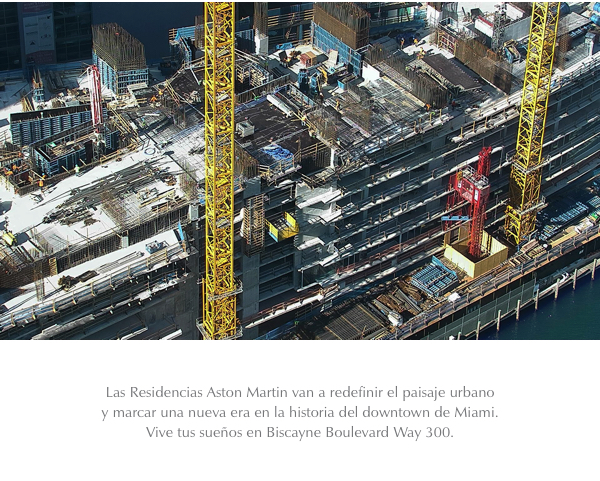 Las Residencias Aston Martin van a redefinir el paisaje urbano
y marcar una nueva era en la historia del downtown de Miami.
Vive tus sueños en Biscayne Boulevard Way 300.